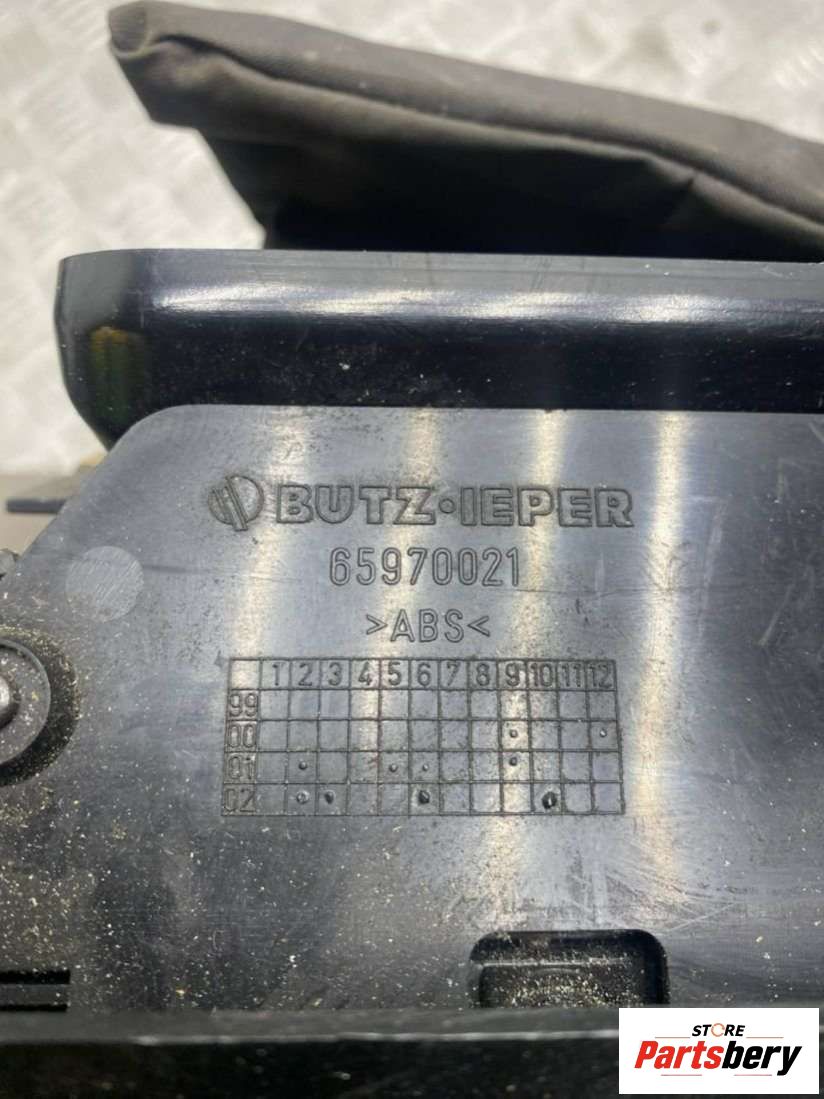 BUTZ·IEPER
65970021
>ABS<
1 2 3 4 5 6 7 8 9 10 11 12
99
00
01
02
STORE
Partsbery